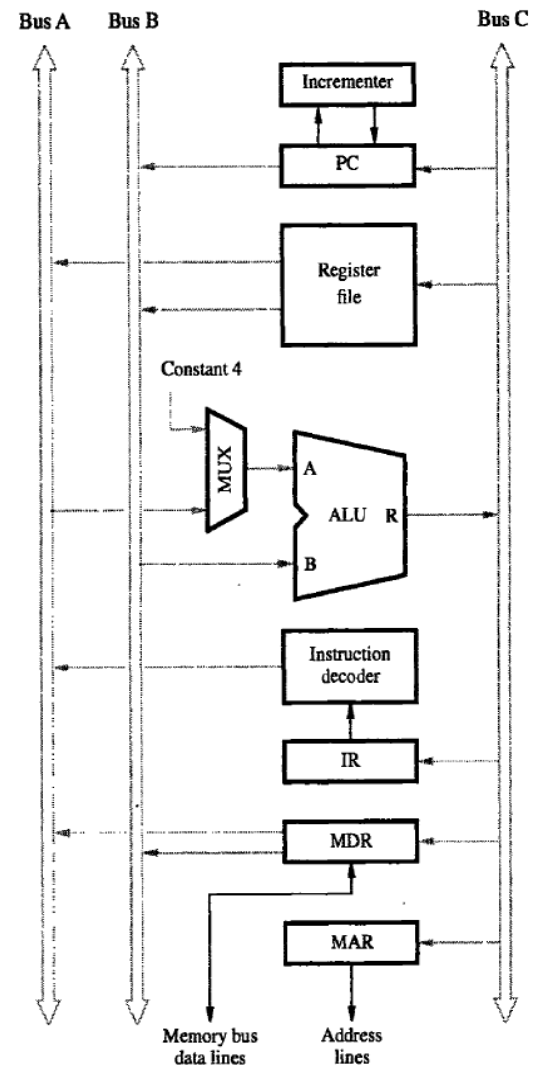 Bus A
Bus B
Bus C
Incrementer
PC
Register
file
Constant 4
MUX
A
ALU
R
B
Instruction
decoder
IR
MDR
MAR
Memory bus
data lines
Address
lines